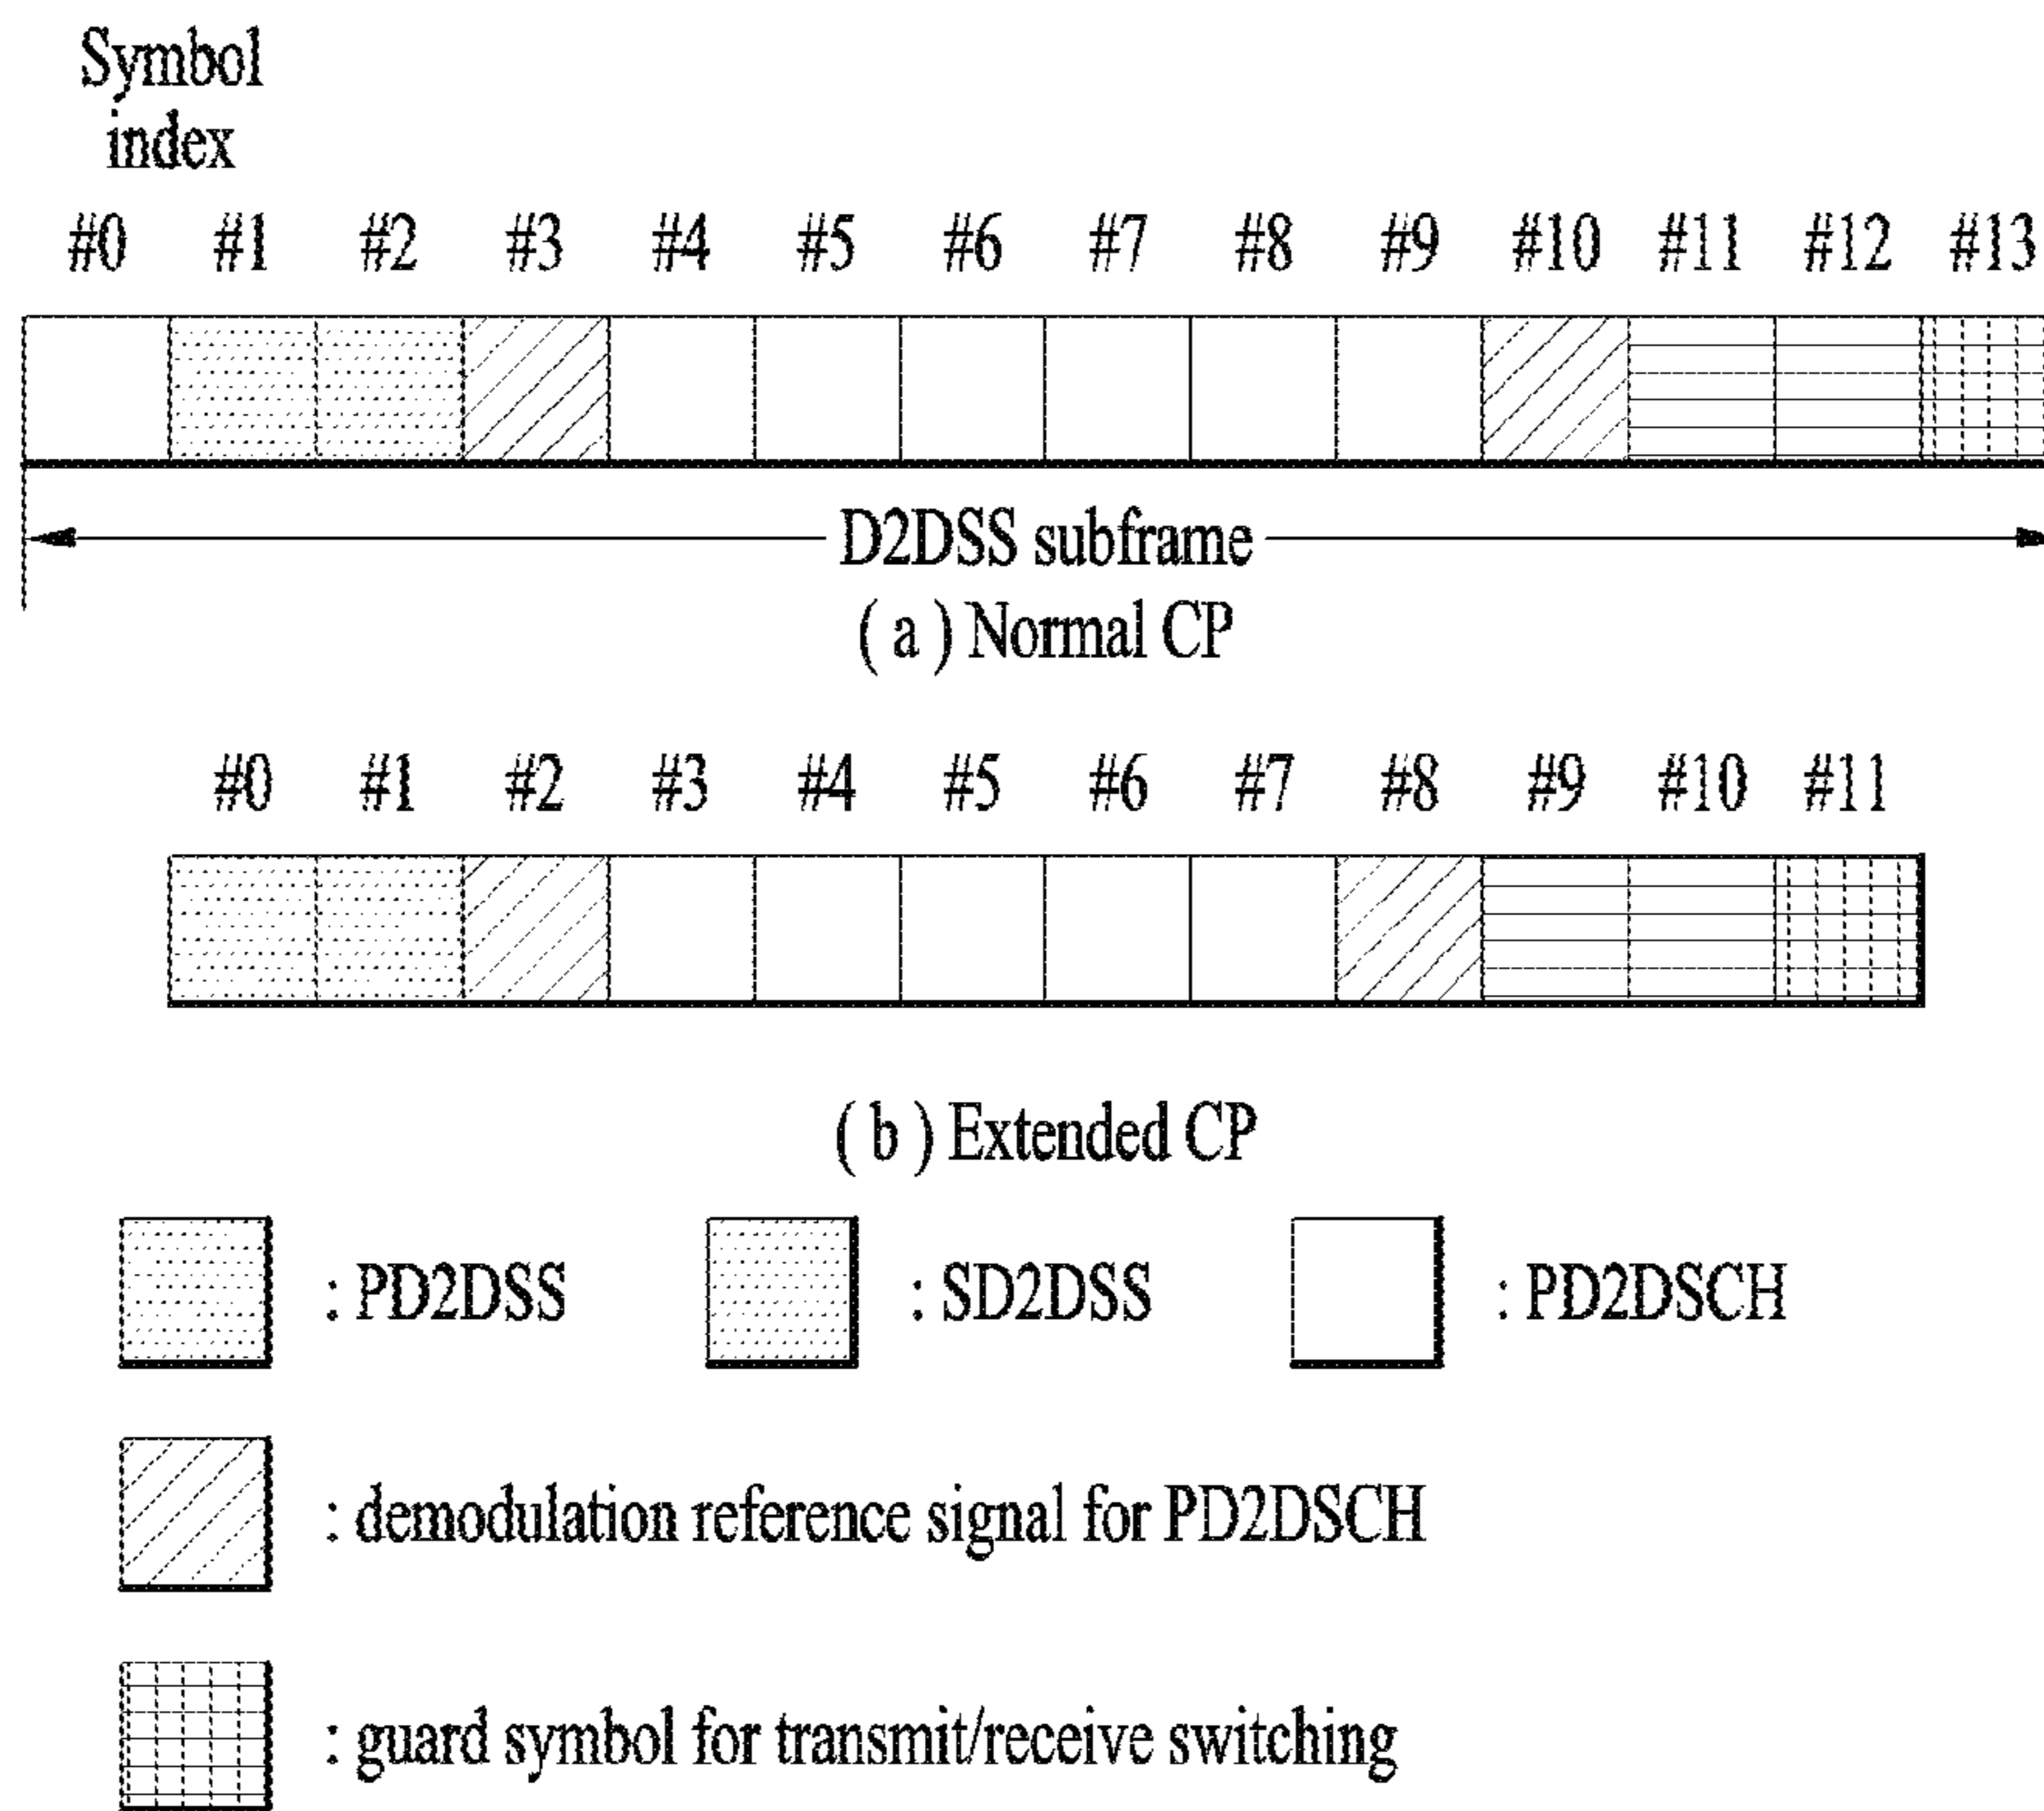 Symbol
index
#0 #1 #2 #3 #4 #5 #6 #7 #8 #9 #10 #11 #12 #13
D2DSS subframe
( a ) Normal CP
#0 #1 #2 #3 #4 #5 #6 #7 #8 #9 #10 #11
( b ) Extended CP
: PD2DSS : SD2DSS : PD2DSCH
: demodulation reference signal for PD2DSCH
: guard symbol for transmit/receive switching